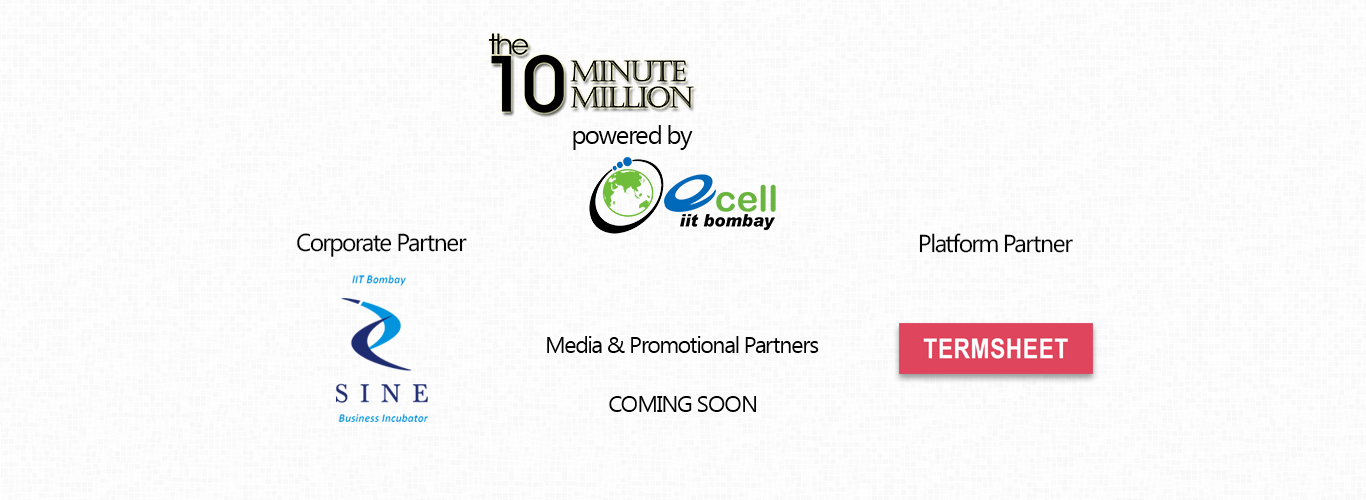 the
10 MINUTE
MILLION
powered by
ecell
iit bombay
Corporate Partner
Platform Partner
IIT Bombay
SINE
Business Incubator
Media & Promotional Partners
TERMSHEET
COMING SOON